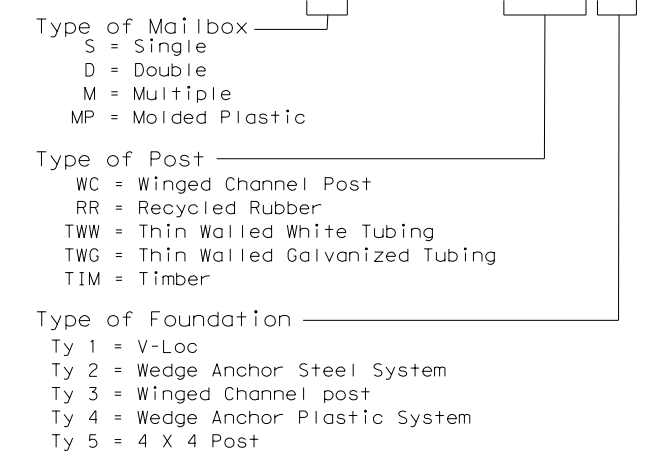 Type of Mailbox
S = Single
D = Double
M = Multiple
MP = Molded Plastic
Type of Post
WC = Winged Channel Post
RR = Recycled Rubber
TWW = Thin Walled White Tubing
TWG = Thin Walled Galvanized Tubing
TIM = Timber
Type of Foundation
Ty 1 = V-Loc
Ty 2 = Wedge Anchor Steel System
Ty 3 = Winged Channel post
Ty 4 = Wedge Anchor Plastic System
Ty 5 = 4 X 4 Post